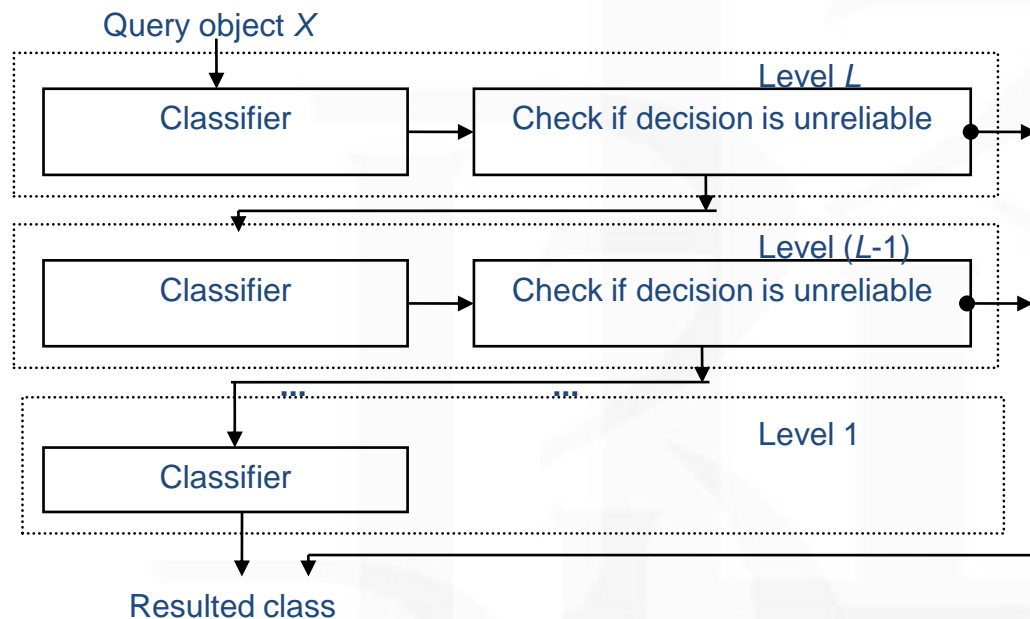 Query object X
Level L
Classifier
Check if decision is unreliable
Level (L-1)
Classifier
Check if decision is unreliable
... ...
Level 1
Classifier
Resulted class